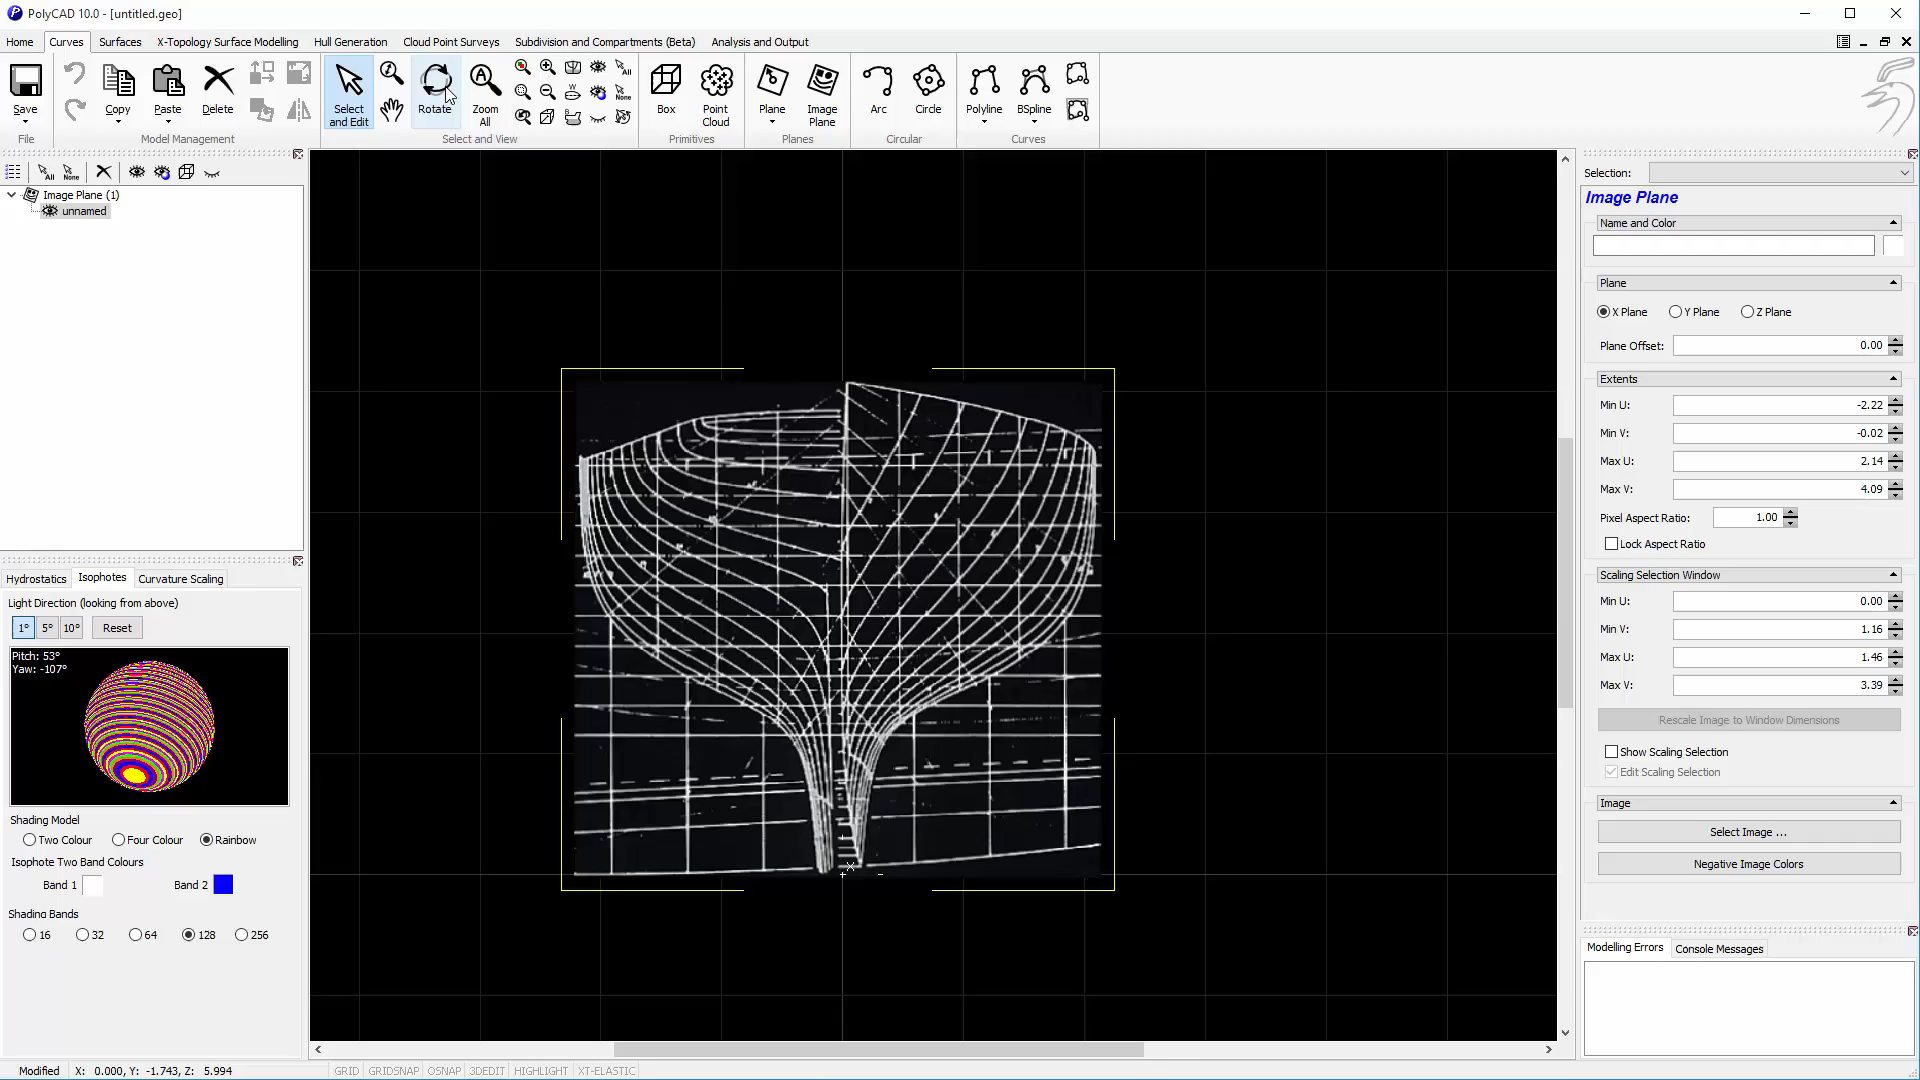 PolyCAD 10.0 - [untitled.geo]
Home Curves Surfaces X-Topology Surface Modelling Hull Generation Cloud Point Surveys Subdivision and Compartments (Beta) Analysis and Output
Save Copy Paste Delete Select and Edit Rotate Zoom All Box Point Cloud Plane Image Plane Arc Circle Polyline BSpline
File Model Management Select and View Primitives Planes Circular Curves
All None
Image Plane (1)
unnamed
Hydrostatics Isophotes Curvature Scaling
Light Direction (looking from above)
1° 5° 10° Reset
Pitch: 53°
Yaw: -107°
Shading Model
Two Colour Four Colour Rainbow
Isophote Two Band Colours
Band 1 Band 2
Shading Bands
16 32 64 128 256
Selection:
Image Plane
Name and Color
Plane
X Plane Y Plane Z Plane
Plane Offset: 0.00
Extents
Min U: -2.22
Min V: -0.02
Max U: 2.14
Max V: 4.09
Pixel Aspect Ratio: 1.00
Lock Aspect Ratio
Scaling Selection Window
Min U: 0.00
Min V: 1.16
Max U: 1.46
Max V: 3.39
Rescale Image to Window Dimensions
Show Scaling Selection
Edit Scaling Selection
Image
Select Image ...
Negative Image Colors
Modelling Errors Console Messages
Modified X: 0.000, Y: -1.743, Z: 5.994 GRID GRIDSNAP OSNAP 3DEDIT HIGHLIGHT XT-ELASTIC